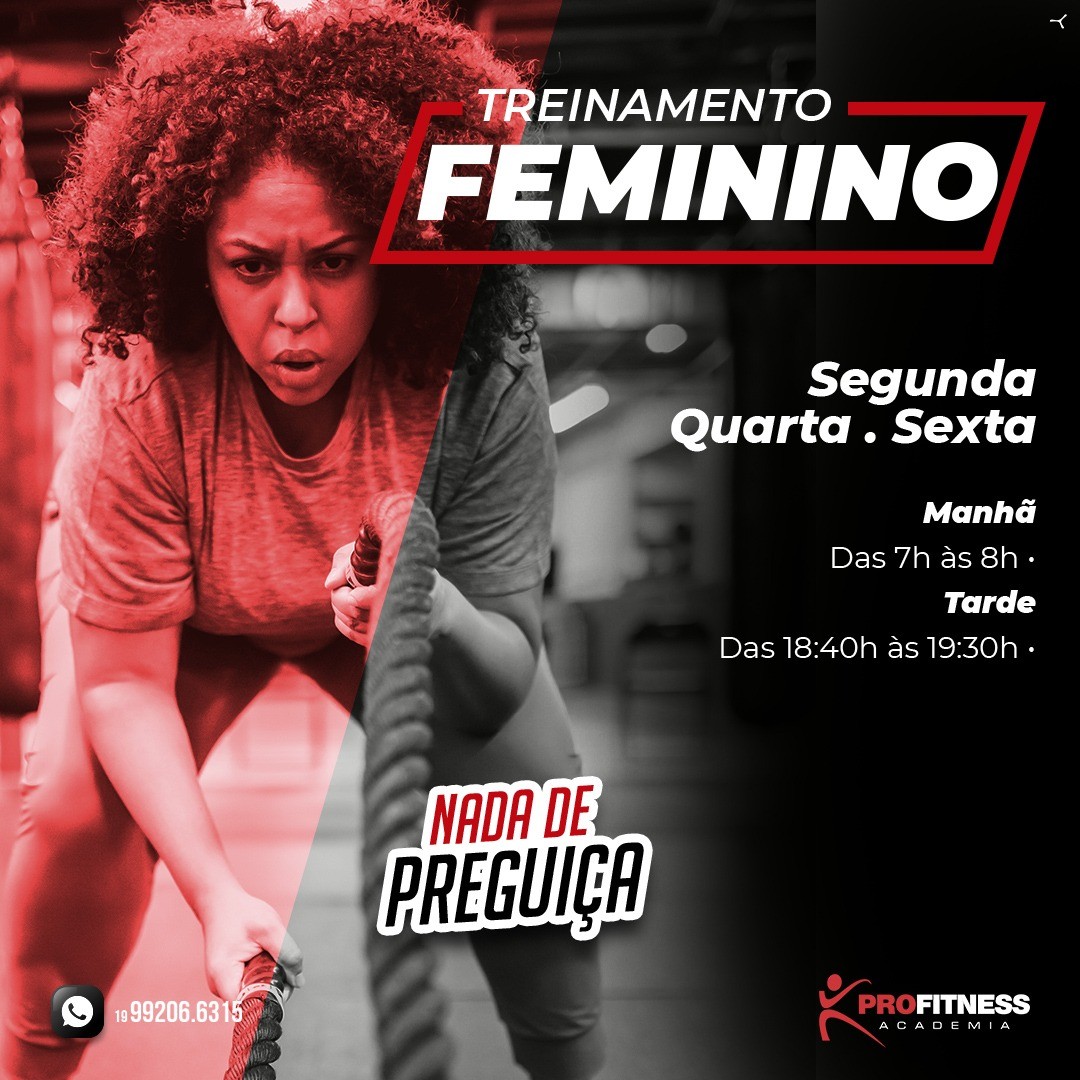 TREINAMENTO
FEMININO
Segunda
Quarta . Sexta
Manhã
Das 7h às 8h •
Tarde
Das 18:40h às 19:30h •
NADA DE
PREGUIÇA
19 99206.6315
PROFITNESS
ACADEMIA